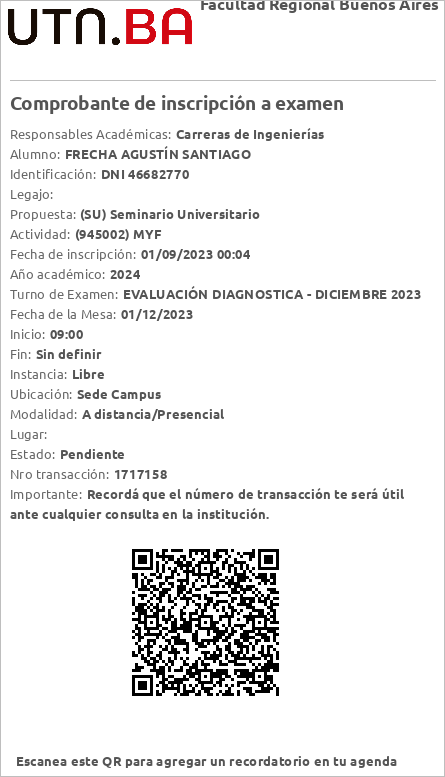 Facultad Regional Buenos Aires
UTN.BA
Comprobante de inscripción a examen
Responsables Académicas: Carreras de Ingenierías
Alumno: FRECHA AGUSTÍN SANTIAGO
Identificación: DNI 46682770
Legajo:
Propuesta: (SU) Seminario Universitario
Actividad: (945002) MYF
Fecha de inscripción: 01/09/2023 00:04
Año académico: 2024
Turno de Examen: EVALUACIÓN DIAGNOSTICA - DICIEMBRE 2023
Fecha de la Mesa: 01/12/2023
Inicio: 09:00
Fin: Sin definir
Instancia: Libre
Ubicación: Sede Campus
Modalidad: A distancia/Presencial
Lugar:
Estado: Pendiente
Nro transacción: 1717158
Importante: Recordá que el número de transacción te será útil
ante cualquier consulta en la institución.
Escanea este QR para agregar un recordatorio en tu agenda